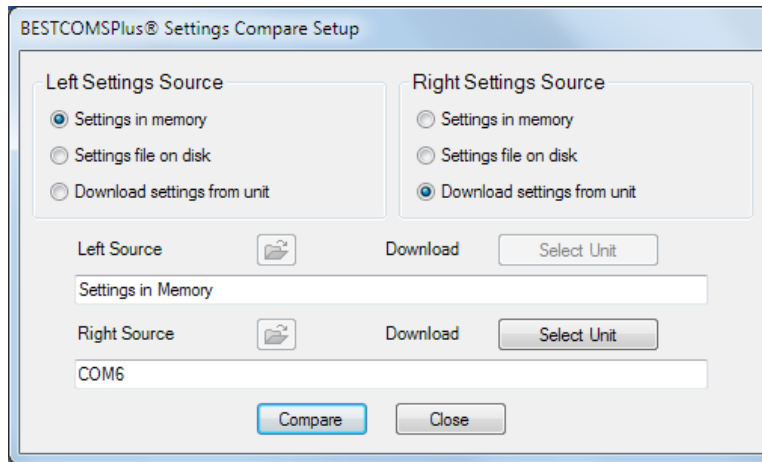 BESTCOMSPlus® Settings Compare Setup
Left Settings Source
Settings in memory
Settings file on disk
Download settings from unit
Right Settings Source
Settings in memory
Settings file on disk
Download settings from unit
Left Source Download Select Unit
Settings in Memory
Right Source Download Select Unit
COM6
Compare Close